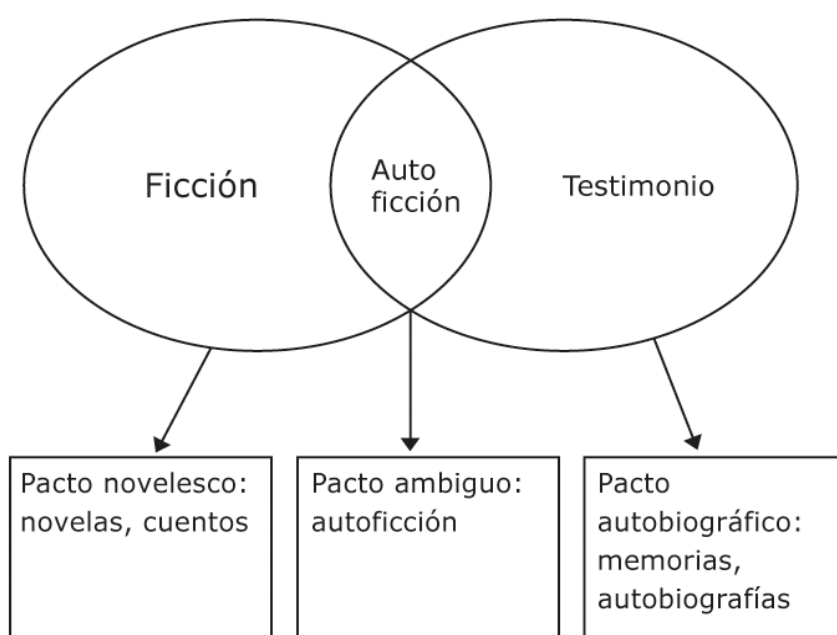 Ficción
Auto
ficción
Testimonio
Pacto novelesco:
novelas, cuentos
Pacto ambiguo:
autoficción
Pacto
autobiográfico:
memorias,
autobiografías